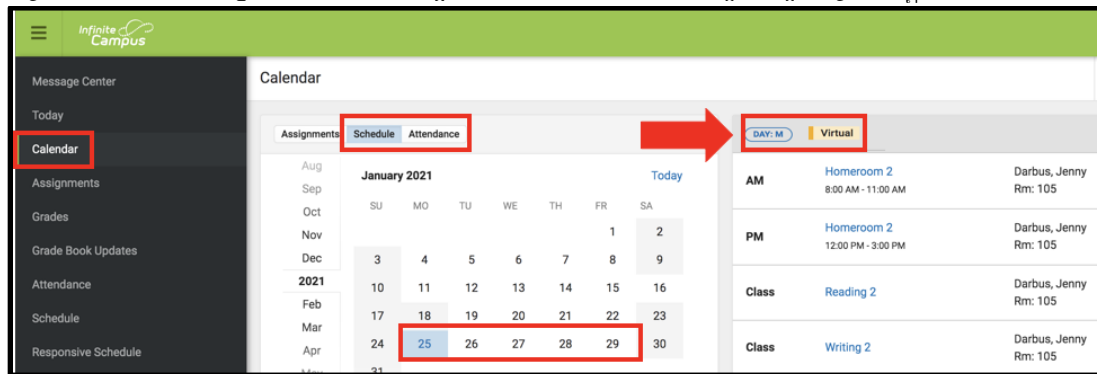 Infinite
Campus
Message Center
Today
Calendar
Assignments
Grades
Grade Book Updates
Attendance
Schedule
Responsive Schedule
Calendar
Assignments Schedule Attendance
Aug
Sep
Oct
Nov
Dec
2021
Feb
Mar
Apr
January 2021 Today
SU MO TU WE TH FR SA
1 2
3 4 5 6 7 8 9
10 11 12 13 14 15 16
17 18 19 20 21 22 23
24 25 26 27 28 29 30
31
DAY: M Virtual
AM Homeroom 2 Darbus, Jenny
8:00 AM - 11:00 AM Rm: 105
PM Homeroom 2 Darbus, Jenny
12:00 PM - 3:00 PM Rm: 105
Class Reading 2 Darbus, Jenny
Rm: 105
Class Writing 2 Darbus, Jenny
Rm: 105